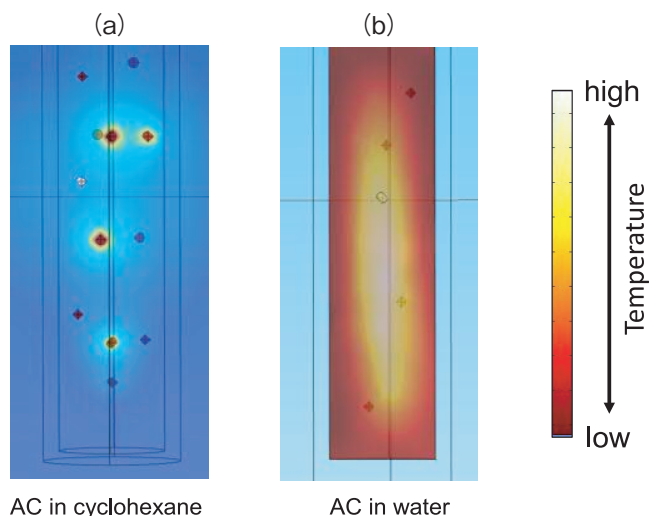 (a)
(b)
high
Temperature
low
AC in cyclohexane
AC in water